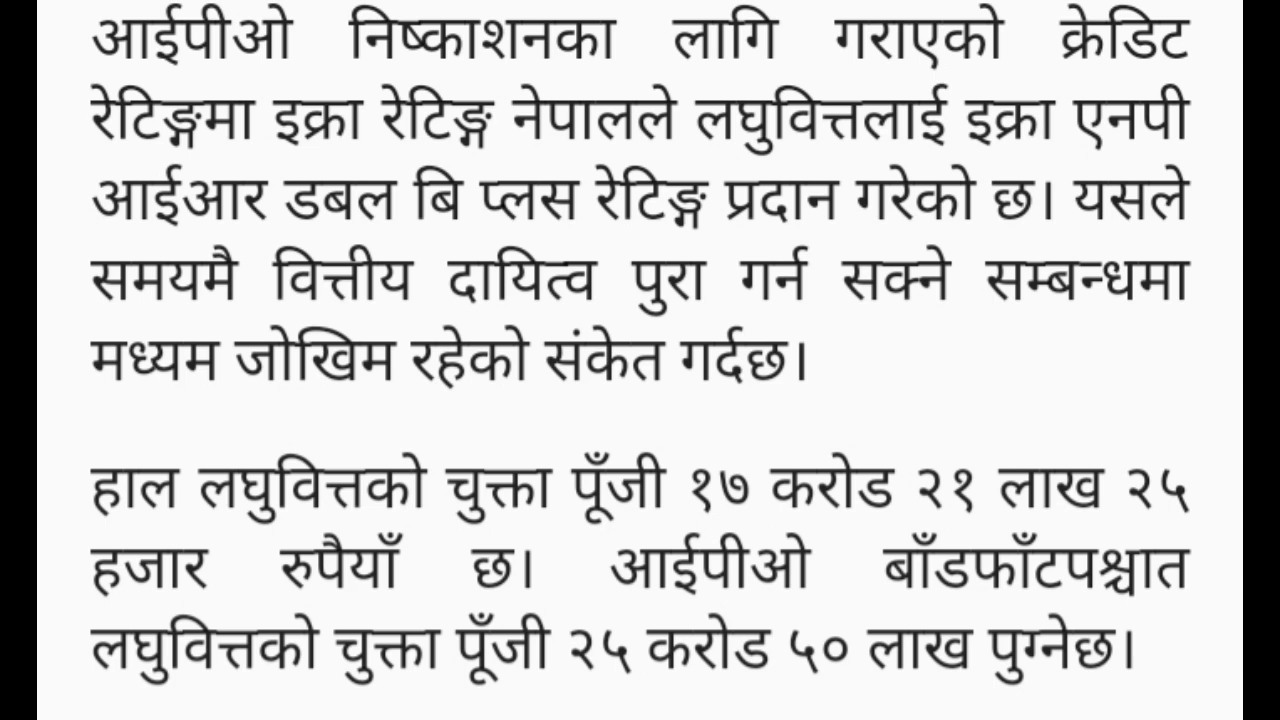 आईपीओ निष्काशनका लागि गराएको क्रेडिट
रेटिङ्गमा इक्रा रेटिङ्ग नेपालले लघुवित्तलाई इक्रा एनपी
आईआर डबल बि प्लस रेटिङ्ग प्रदान गरेको छ। यसले
समयमै वित्तीय दायित्व पुरा गर्न सक्ने सम्बन्धमा
मध्यम जोखिम रहेको संकेत गर्दछ।
हाल लघुवित्तको चुक्ता पूँजी १७ करोड २१ लाख २५
हजार रुपैयाँ छ। आईपीओ बाँडफाँटपश्चात
लघुवित्तको चुक्ता पूँजी २५ करोड ५० लाख पुग्नेछ।